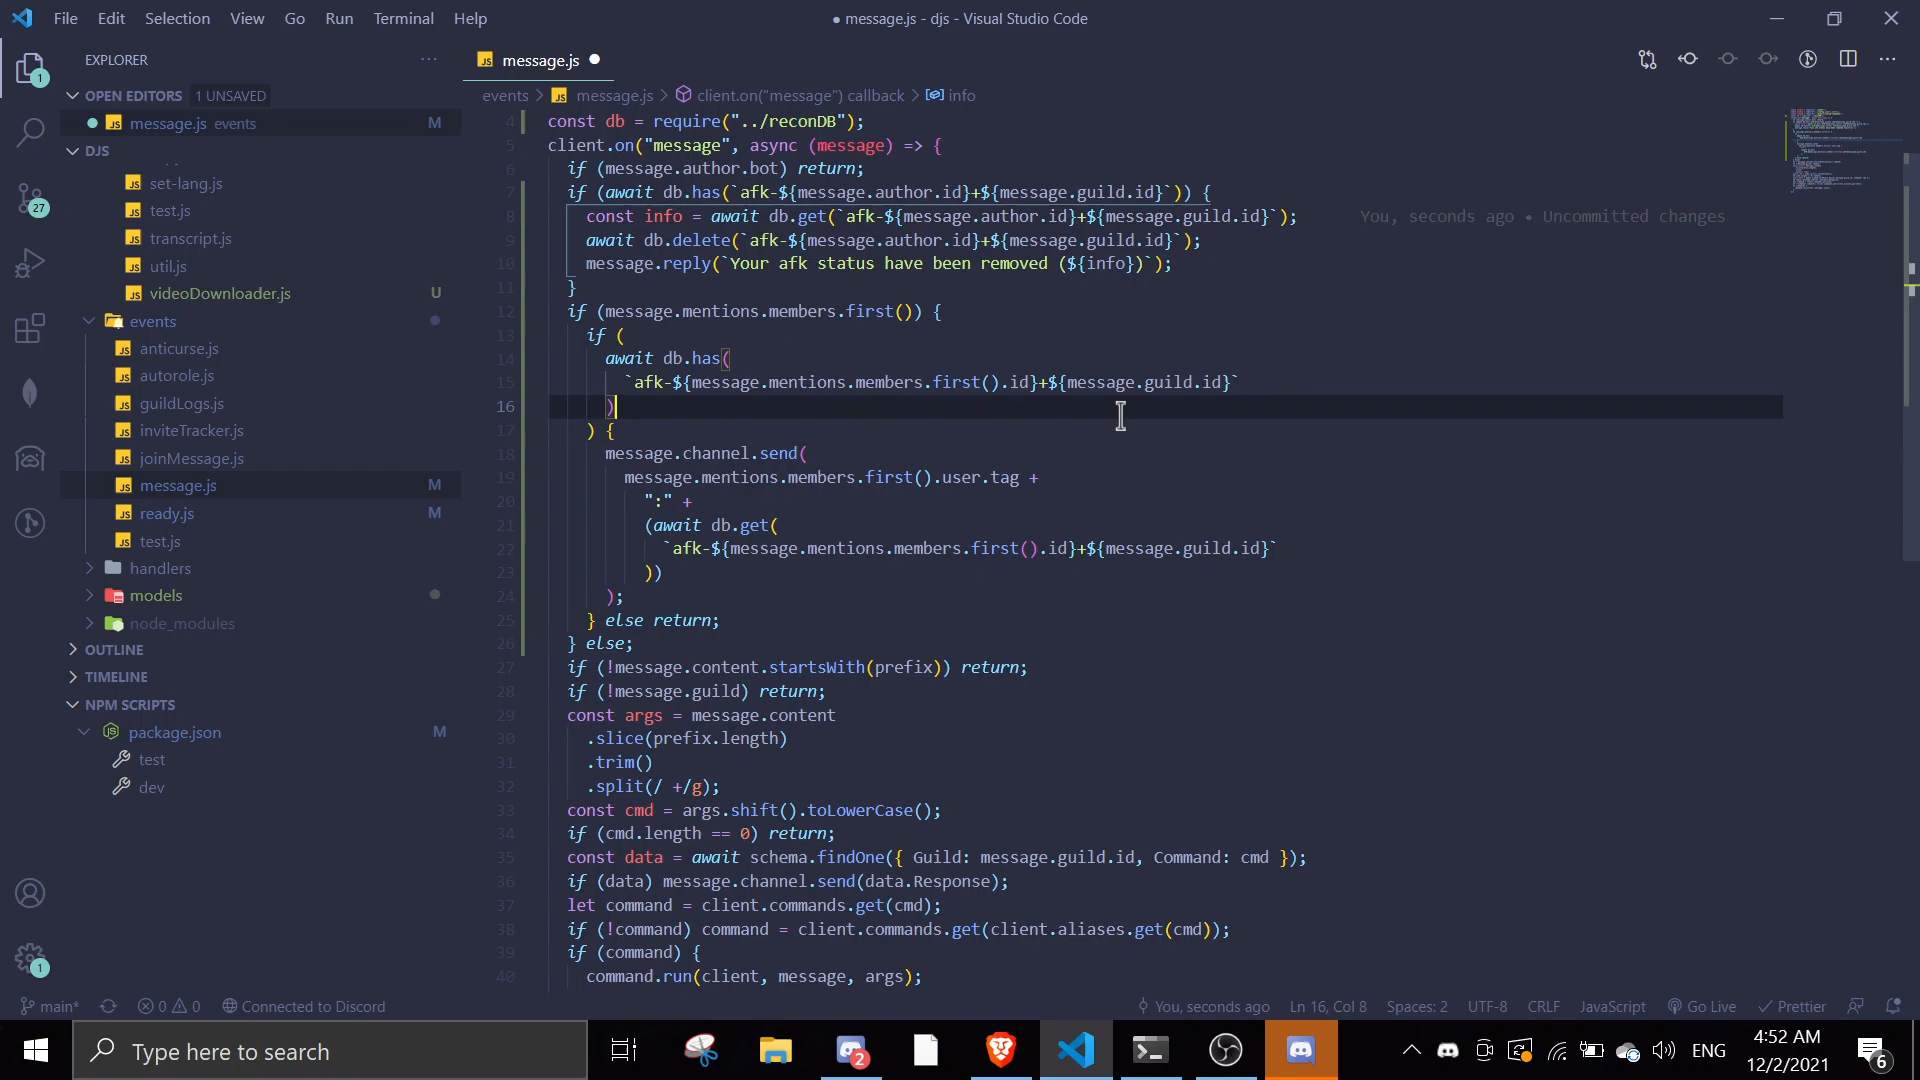 File Edit Selection View Go Run Terminal Help
● message.js - djs - Visual Studio Code
EXPLORER
OPEN EDITORS 1 UNSAVED
message.js events M
DJS
set-lang.js
test.js
transcript.js
util.js
videoDownloader.js U
events
anticurse.js
autorole.js
guildLogs.js
inviteTracker.js
joinMessage.js
message.js M
ready.js M
test.js
handlers
models
node_modules
OUTLINE
TIMELINE
NPM SCRIPTS
package.json M
test
dev
1
27
1
JS message.js ●
events > JS message.js > client.on("message") callback > info
4 const db = require("../reconDB");
5 client.on("message", async (message) => {
6 if (message.author.bot) return;
7 if (await db.has(`afk-${message.author.id}+${message.guild.id}`)) {
8 const info = await db.get(`afk-${message.author.id}+${message.guild.id}`); You, seconds ago • Uncommitted changes
9 await db.delete(`afk-${message.author.id}+${message.guild.id}`);
10 message.reply(`Your afk status have been removed (${info})`);
11 }
12 if (message.mentions.members.first()) {
13 if (
14 await db.has(
15 `afk-${message.mentions.members.first().id}+${message.guild.id}`
16 )
17 ) {
18 message.channel.send(
19 message.mentions.members.first().user.tag +
20 ":" +
21 (await db.get(
22 `afk-${message.mentions.members.first().id}+${message.guild.id}`
23 ))
24 );
25 } else return;
26 } else;
27 if (!message.content.startsWith(prefix)) return;
28 if (!message.guild) return;
29 const args = message.content
30 .slice(prefix.length)
31 .trim()
32 .split(/ +/g);
33 const cmd = args.shift().toLowerCase();
34 if (cmd.length == 0) return;
35 const data = await schema.findOne({ Guild: message.guild.id, Command: cmd });
36 if (data) message.channel.send(data.Response);
37 let command = client.commands.get(cmd);
38 if (!command) command = client.commands.get(client.aliases.get(cmd));
39 if (command) {
40 command.run(client, message, args);
main* 0 0 Connected to Discord
You, seconds ago Ln 16, Col 8 Spaces: 2 UTF-8 CRLF JavaScript Go Live Prettier
Type here to search
2
ENG
4:52 AM
12/2/2021
6